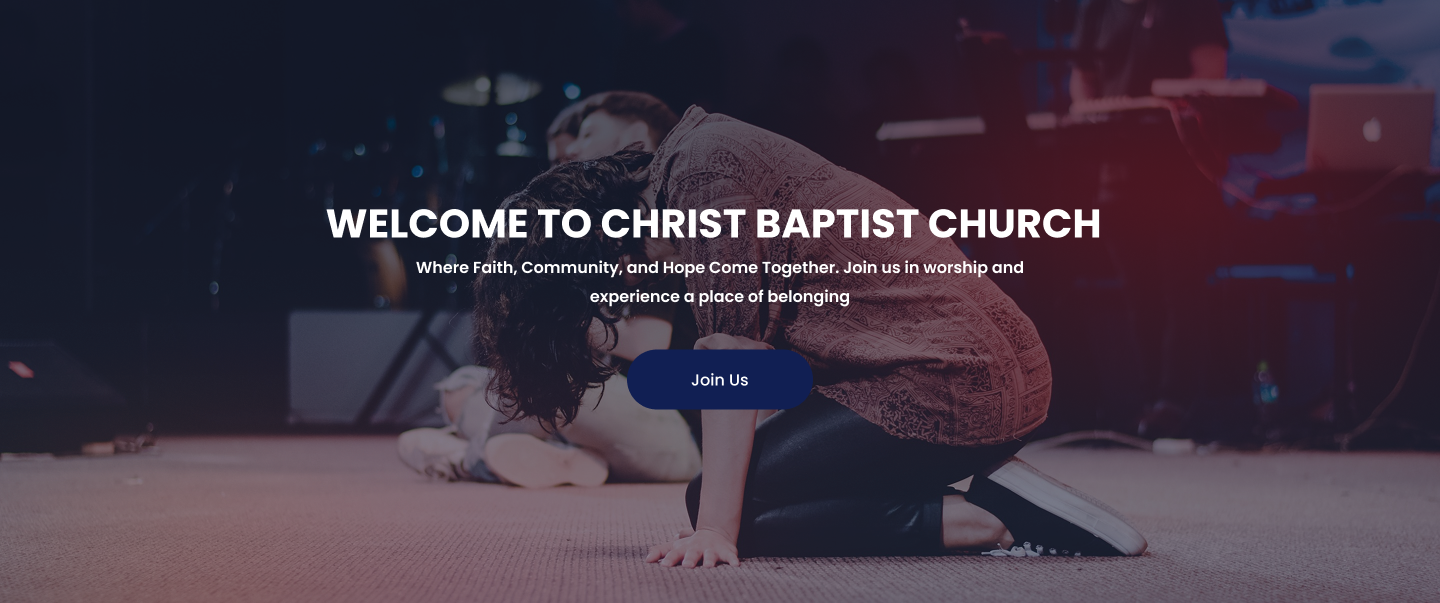 WELCOME TO CHRIST BAPTIST CHURCH
Where Faith, Community, and Hope Come Together. Join us in worship and
experience a place of belonging
Join Us